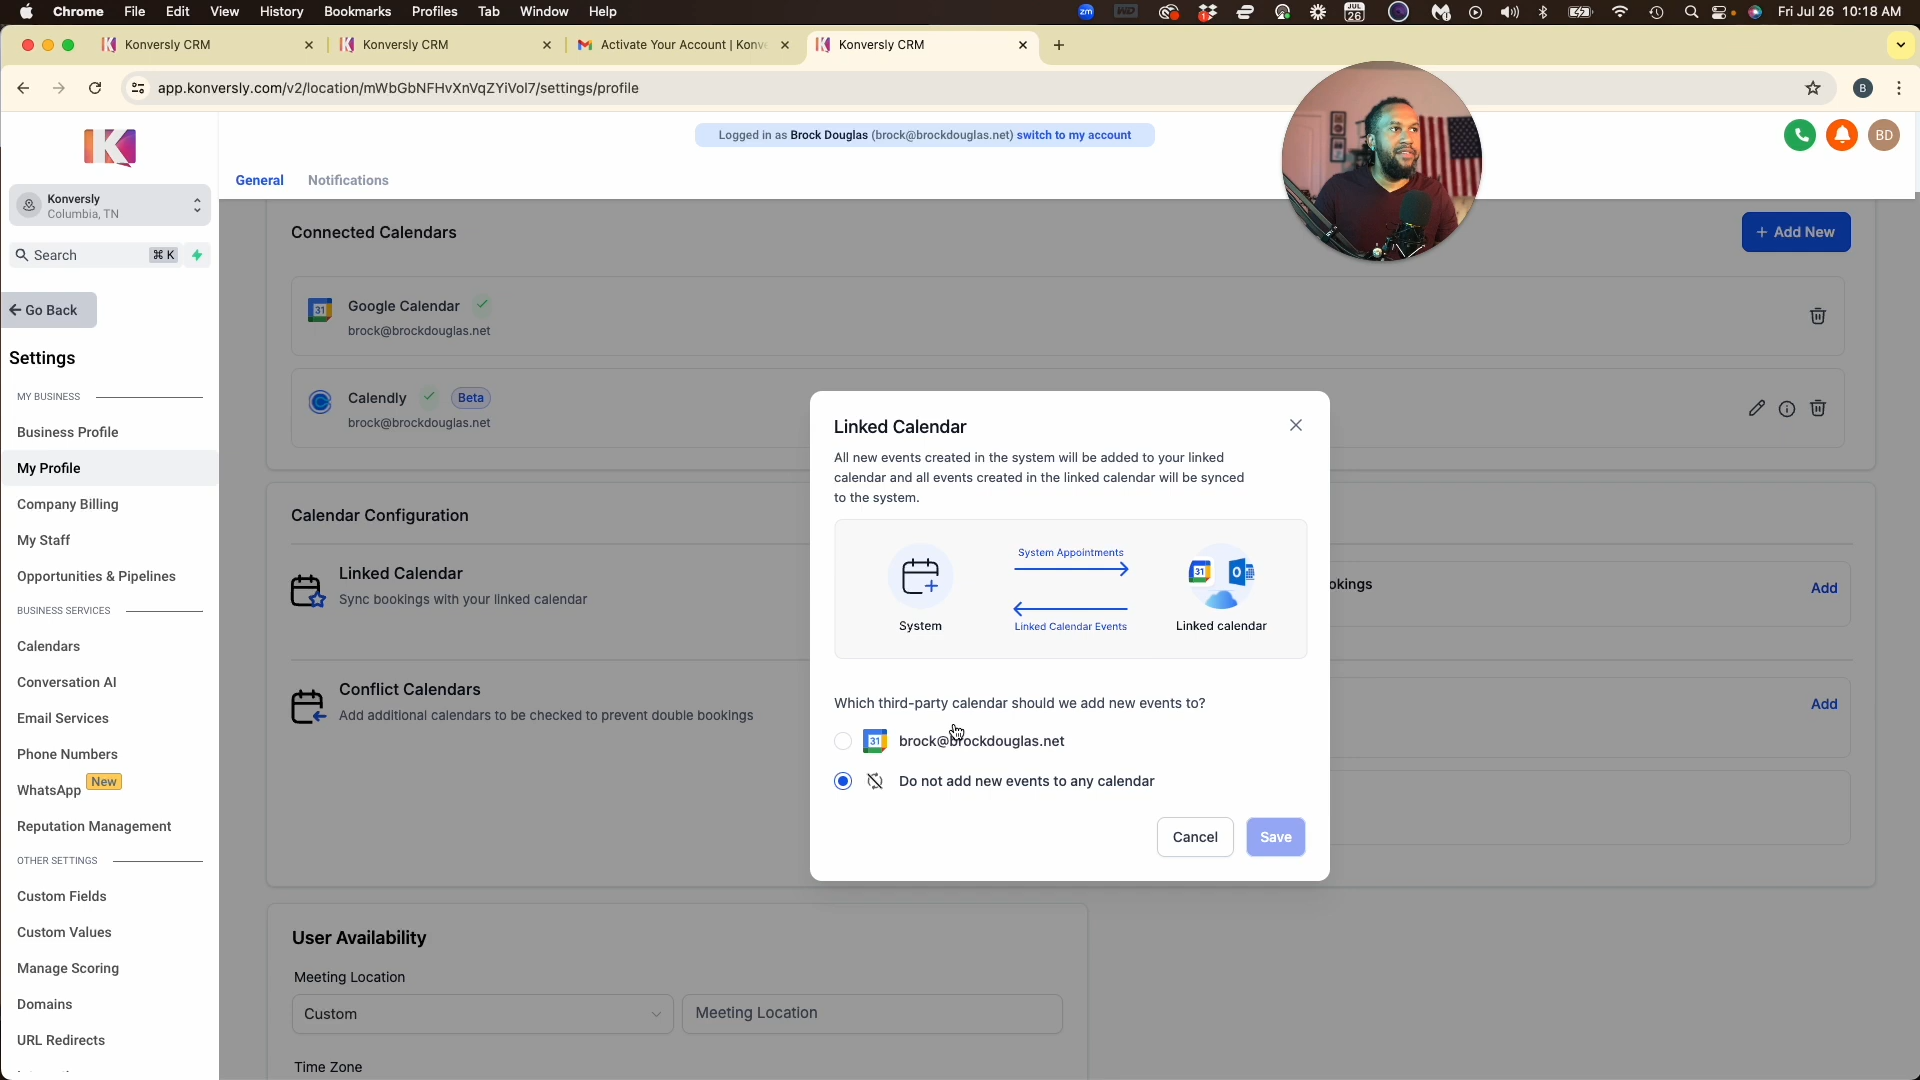 Chrome File Edit View History Bookmarks Profiles Tab Window Help
zm WD JUL 26 Fri Jul 26 10:18 AM
Konversly CRM
Konversly CRM
Activate Your Account | Konv
Konversly CRM
app.konversly.com/v2/location/mWbGbNFHvXnVqZYiVoI7/settings/profile
B
K
Logged in as Brock Douglas (brock@brockdouglas.net) switch to my account
BD
General Notifications
Konversly
Columbia, TN
Search ⌘ K
Go Back
Settings
MY BUSINESS
Business Profile
My Profile
Company Billing
My Staff
Opportunities & Pipelines
BUSINESS SERVICES
Calendars
Conversation AI
Email Services
Phone Numbers
WhatsApp New
Reputation Management
OTHER SETTINGS
Custom Fields
Custom Values
Manage Scoring
Domains
URL Redirects
Connected Calendars
+ Add New
31 Google Calendar
brock@brockdouglas.net
Calendly Beta
brock@brockdouglas.net
Calendar Configuration
Linked Calendar
Sync bookings with your linked calendar
okings
Add
Conflict Calendars
Add additional calendars to be checked to prevent double bookings
Add
Linked Calendar
All new events created in the system will be added to your linked
calendar and all events created in the linked calendar will be synced
to the system.
System Appointments
31 O
System
Linked Calendar Events
Linked calendar
Which third-party calendar should we add new events to?
31 brock@brockdouglas.net
Do not add new events to any calendar
Cancel Save
User Availability
Meeting Location
Custom
Meeting Location
Time Zone